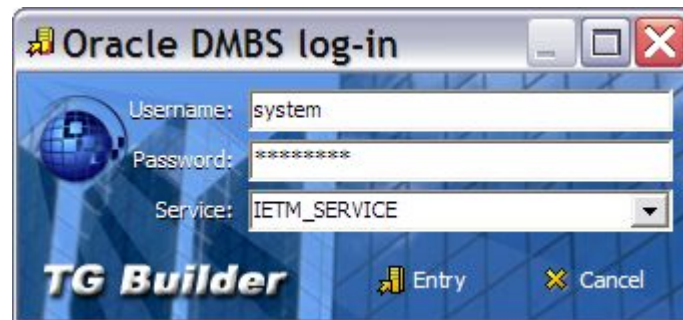 Oracle DMBS log-in
Username: system
Password: ********
Service: IETM_SERVICE
TG Builder Entry Cancel